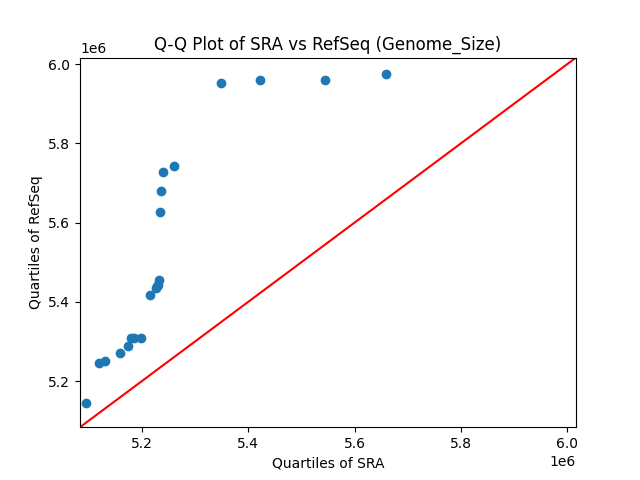 Q-Q Plot of SRA vs RefSeq (Genome_Size)
1e6
6.0
5.8
5.6
5.4
5.2
Quartiles of RefSeq
5.2 5.4 5.6 5.8 6.0
1e6
Quartiles of SRA